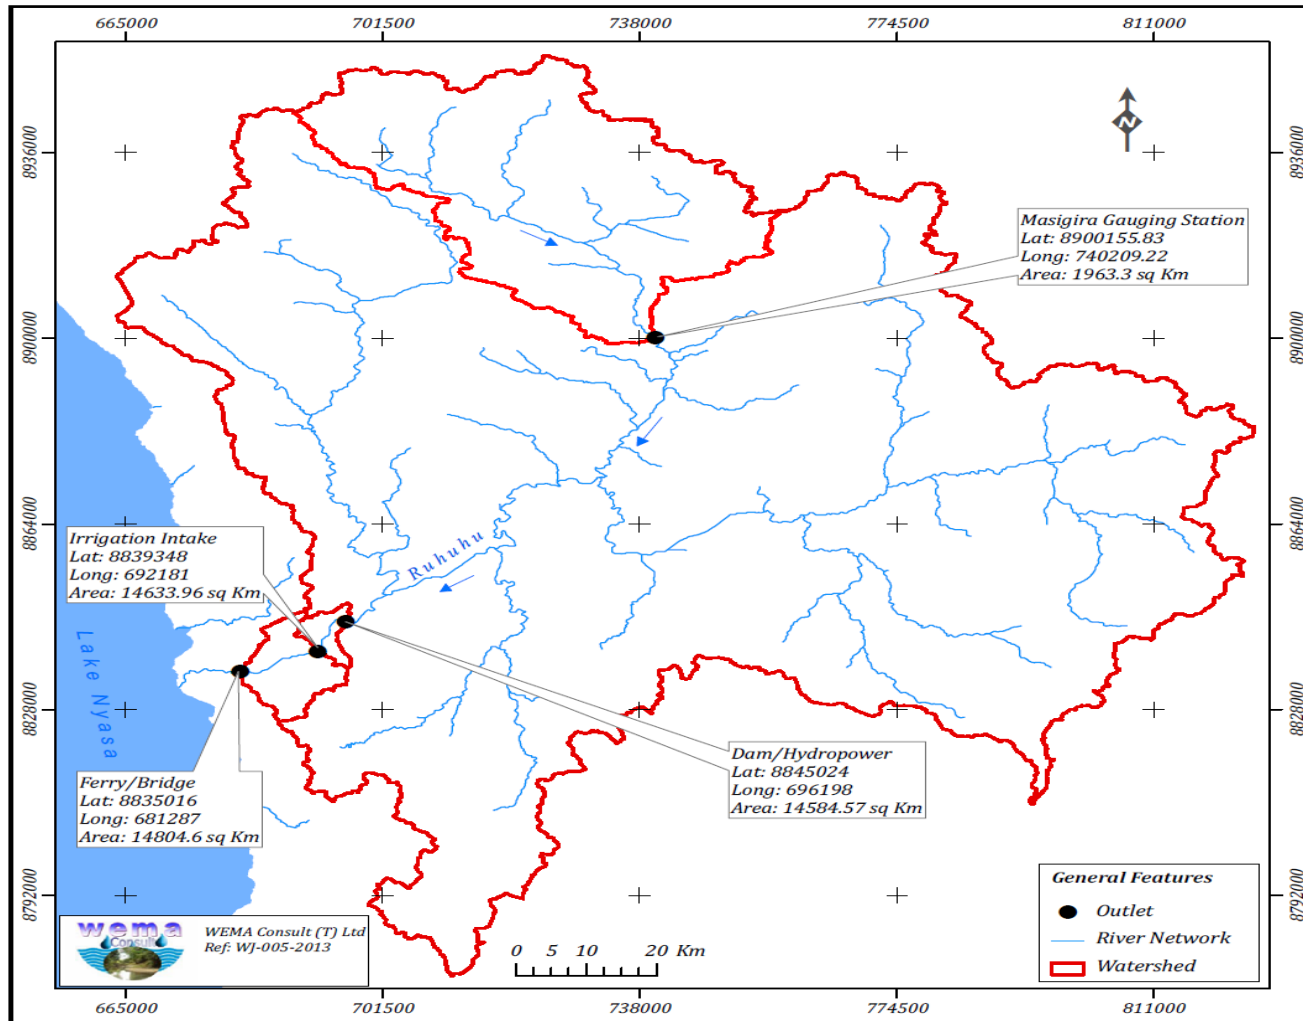 665000 701500 738000 774500 811000
8936000 8936000
Masigira Gauging Station
Lat: 8900155.83
Long: 740209.22
Area: 1963.3 sq Km
N
8900000 8900000
Irrigation Intake
Lat: 8839348
Long: 692181
Area: 14633.96 sq Km
8864000 8864000
Ruhuhu
Lake Nyasa
8828000 8828000
Dam/Hydropower
Lat: 8845024
Long: 696198
Area: 14584.57 sq Km
Ferry/Bridge
Lat: 8835016
Long: 681287
Area: 14804.6 sq Km
8792000 8792000
General Features
Outlet
River Network
Watershed
wema
Consult
WEMA Consult (T) Ltd
Ref: WJ-005-2013
0 5 10 20 Km
665000 701500 738000 774500 811000